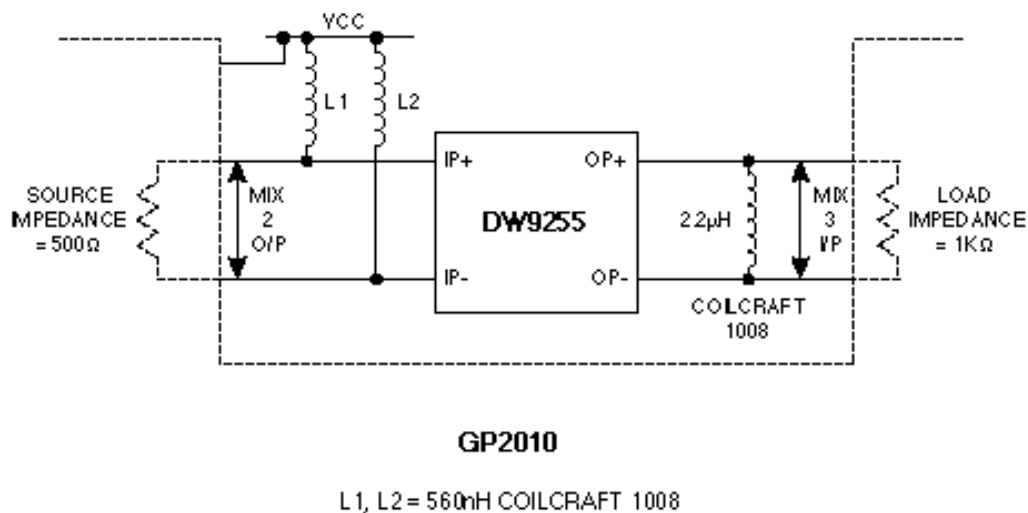 VCC
L1
L2
IP+
OP+
SOURCE
IMPEDANCE
= 500Ω
MIX
2
O/P
DW9255
2.2µH
MIX
3
I/P
LOAD
IMPEDANCE
= 1KΩ
IP-
OP-
COILCRAFT
1008
GP2010
L1, L2 = 560nH COILCRAFT 1008